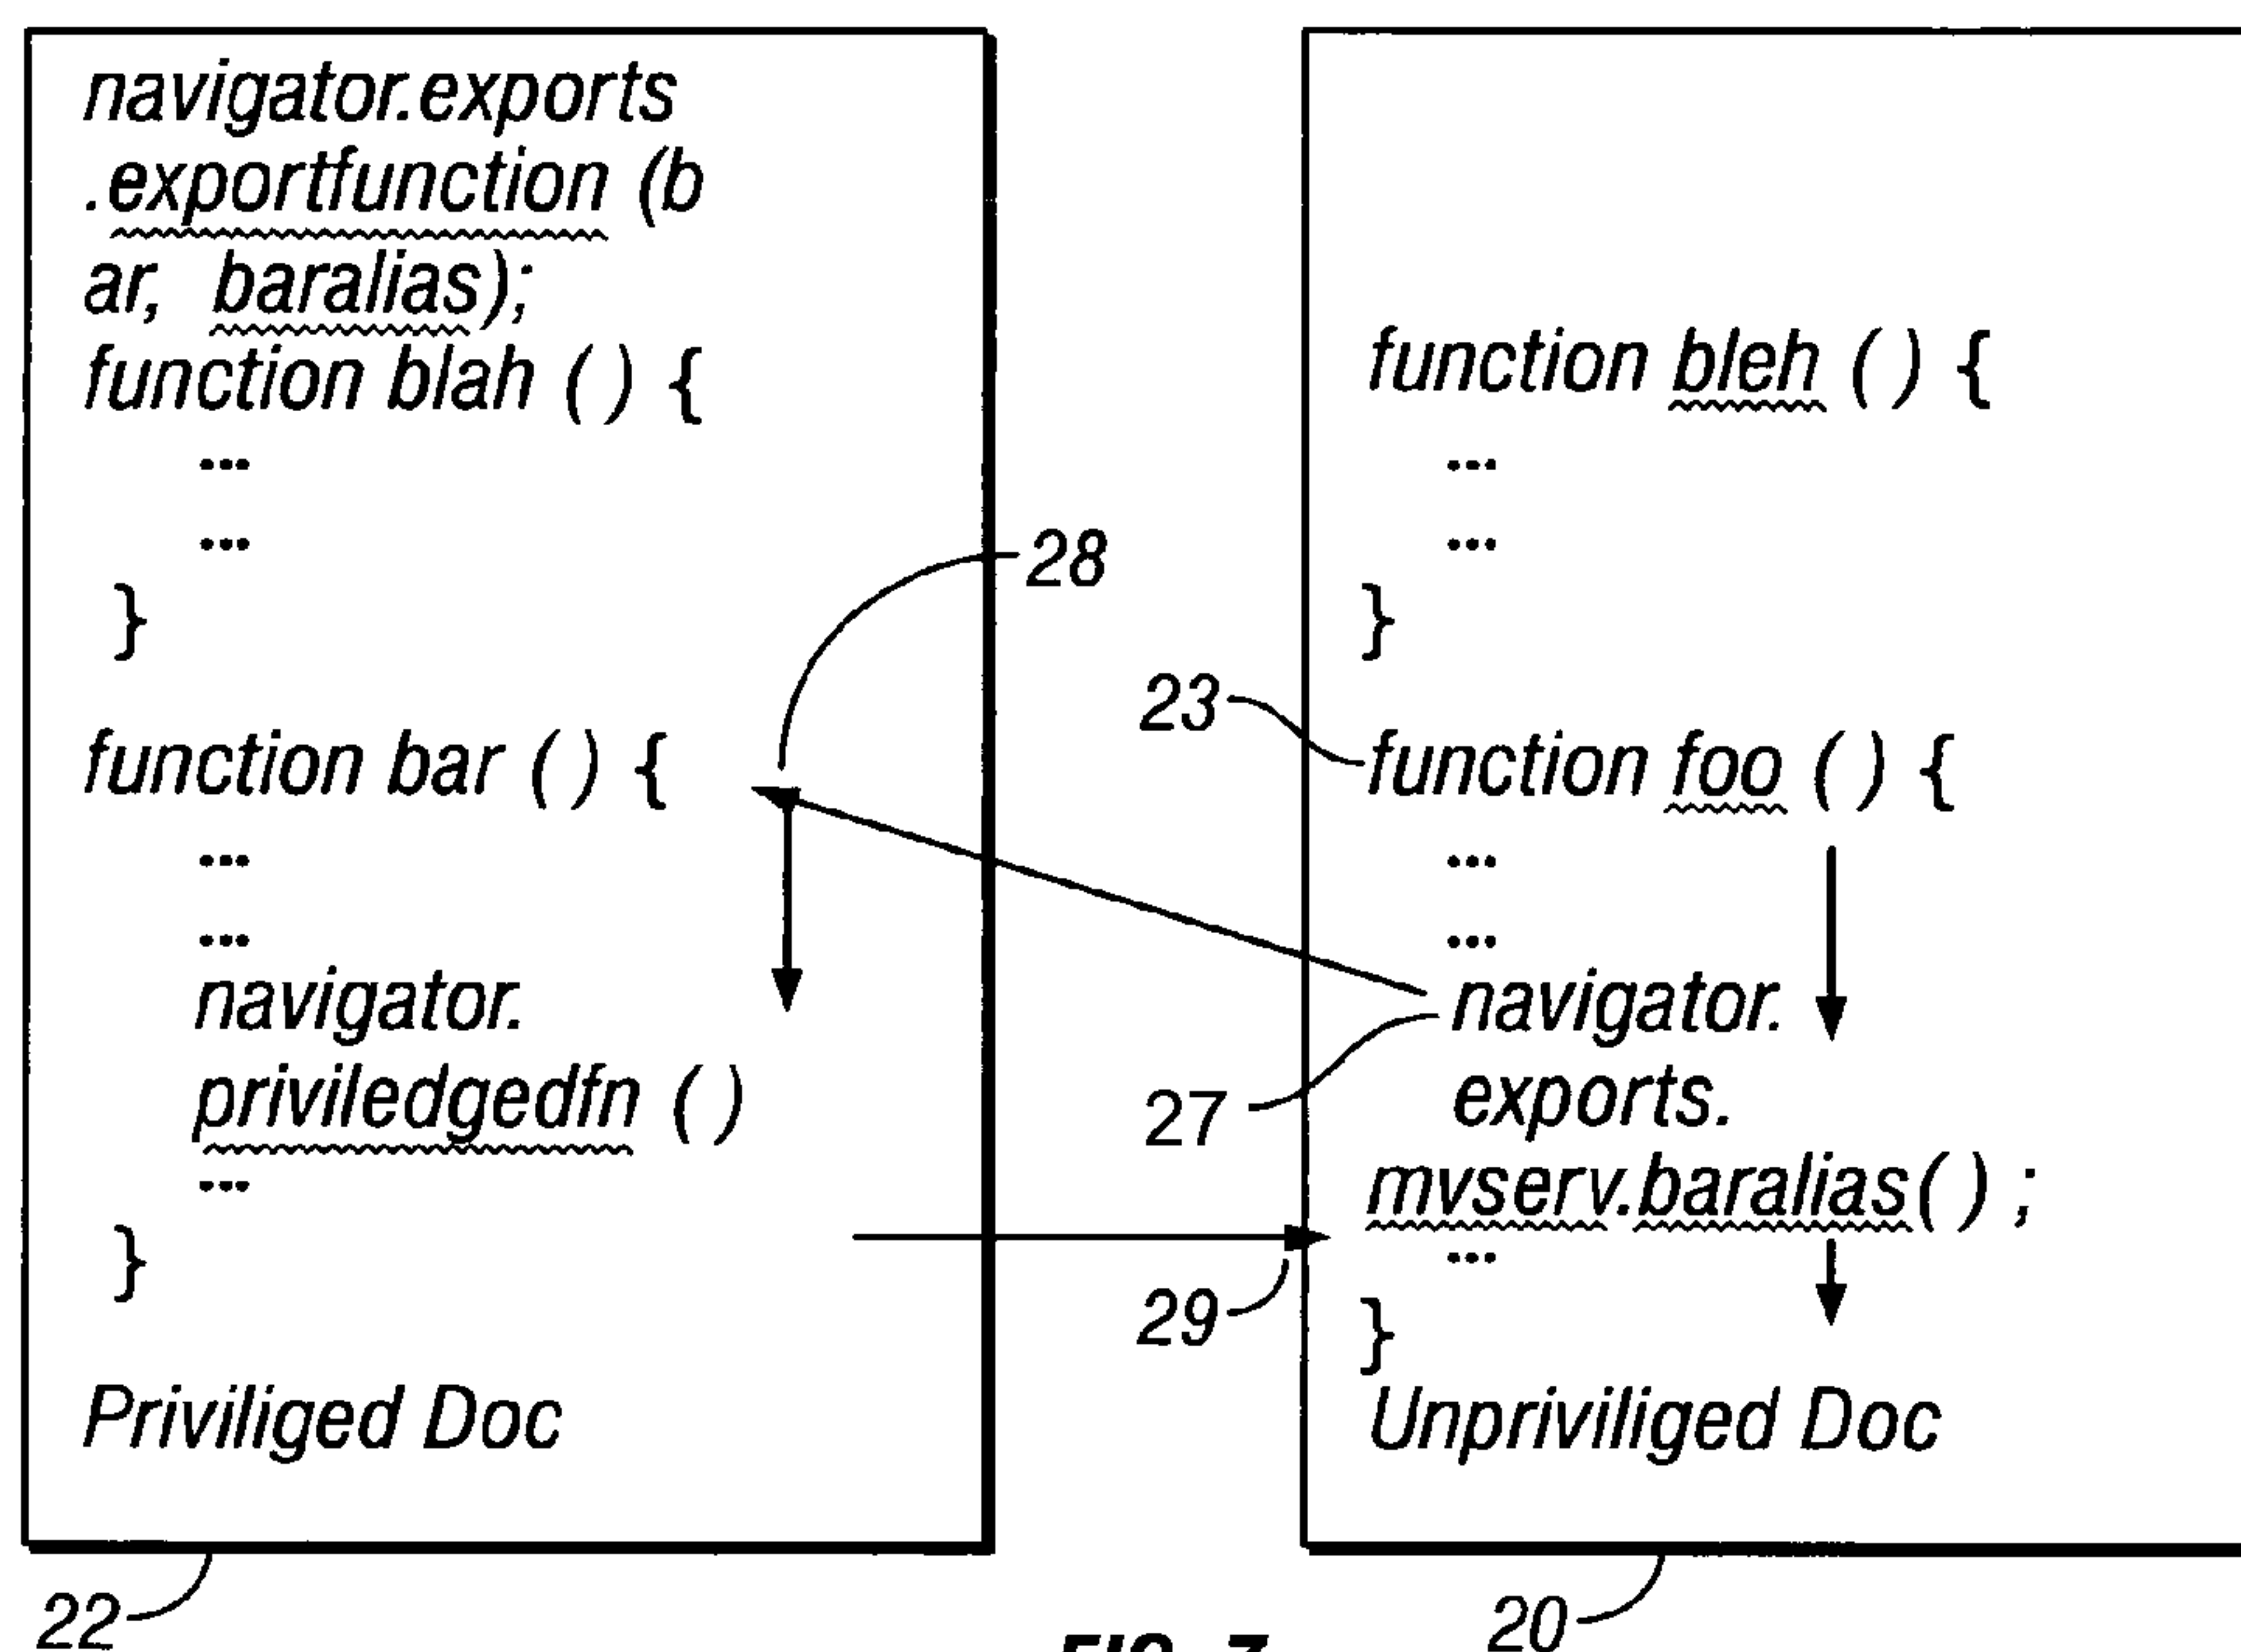 navigator.exports
.exportfunction (b
ar, baralias);
function blah () {
...
...
}
function bar () {
...
...
navigator.
priviledgedfn ()
...
}
Priviliged Doc
22
28
23
27
29
function bleh () {
...
...
}
function foo () {
...
...
navigator.
exports.
mvserv.baralias() ;
...
}
Unpriviliged Doc
20